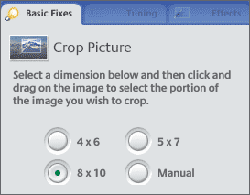 Basic Fixes Tuning Effects
Crop Picture
Select a dimension below and then click and
drag on the image to select the portion of
the image you wish to crop.
4 x 6 5 x 7
8 x 10 Manual